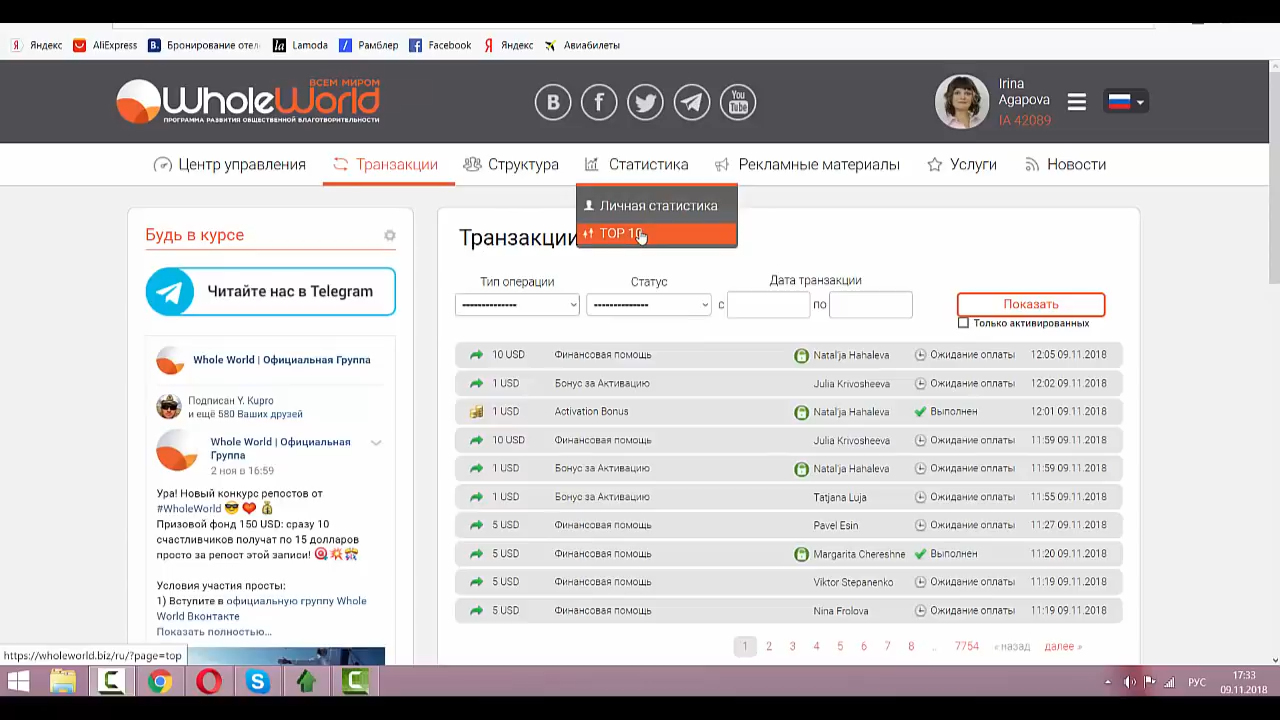 Яндекс AliExpress Бронирование отел Lamoda Рамблер Facebook Яндекс Авиабилеты
ВСЕМ МИРОМ
WholeWorld
ПРОГРАММА РАЗВИТИЯ ОБЩЕСТВЕННОЙ БЛАГОТВОРИТЕЛЬНОСТИ
You Tube
Irina
Agapova
IA 42089
Центр управления Транзакции Структура Статистика Рекламные материалы Услуги Новости
Личная статистика
TOP 10
Будь в курсе
Читайте нас в Telegram
Whole World | Официальная Группа
Подписан Y. Kupro
и ещё 580 Ваших друзей
Whole World | Официальная
Группа
2 ноя в 16:59
Ура! Новый конкурс репостов от
#WholeWorld 😎 ❤️ 💰
Призовой фонд 150 USD: сразу 10
счастливчиков получат по 15 долларов
просто за репост этой записи!
Условия участия просты:
1) Вступите в официальную группу Whole
World Вконтакте
Показать полностью...
Транзакции
Тип операции Статус Дата транзакции
------------- ------------- с по Показать
Только активированных
10 USD Финансовая помощь Natal'ja Hahaleva Ожидание оплаты 12:05 09.11.2018
1 USD Бонус за Активацию Julia Krivosheeva Ожидание оплаты 12:02 09.11.2018
1 USD Activation Bonus Natal'ja Hahaleva Выполнен 12:01 09.11.2018
10 USD Финансовая помощь Julia Krivosheeva Ожидание оплаты 11:59 09.11.2018
1 USD Бонус за Активацию Natal'ja Hahaleva Ожидание оплаты 11:59 09.11.2018
1 USD Бонус за Активацию Tatjana Luja Ожидание оплаты 11:55 09.11.2018
5 USD Финансовая помощь Pavel Esin Ожидание оплаты 11:27 09.11.2018
5 USD Финансовая помощь Margarita Chereshne Выполнен 11:20 09.11.2018
5 USD Финансовая помощь Viktor Stepanenko Ожидание оплаты 11:19 09.11.2018
5 USD Финансовая помощь Nina Frolova Ожидание оплаты 11:19 09.11.2018
1 2 3 4 5 6 7 8 .. 7754 « назад далее »
https://wholeworld.biz/ru/?page=top
РУС
17:33
09.11.2018